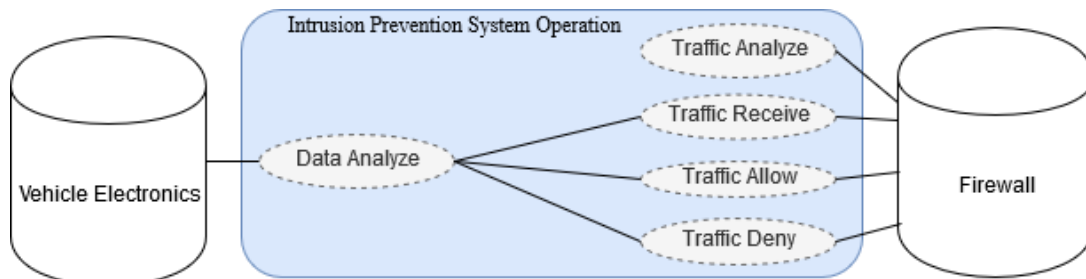 Intrusion Prevention System Operation
Traffic Analyze
Traffic Receive
Data Analyze
Traffic Allow
Vehicle Electronics
Firewall
Traffic Deny